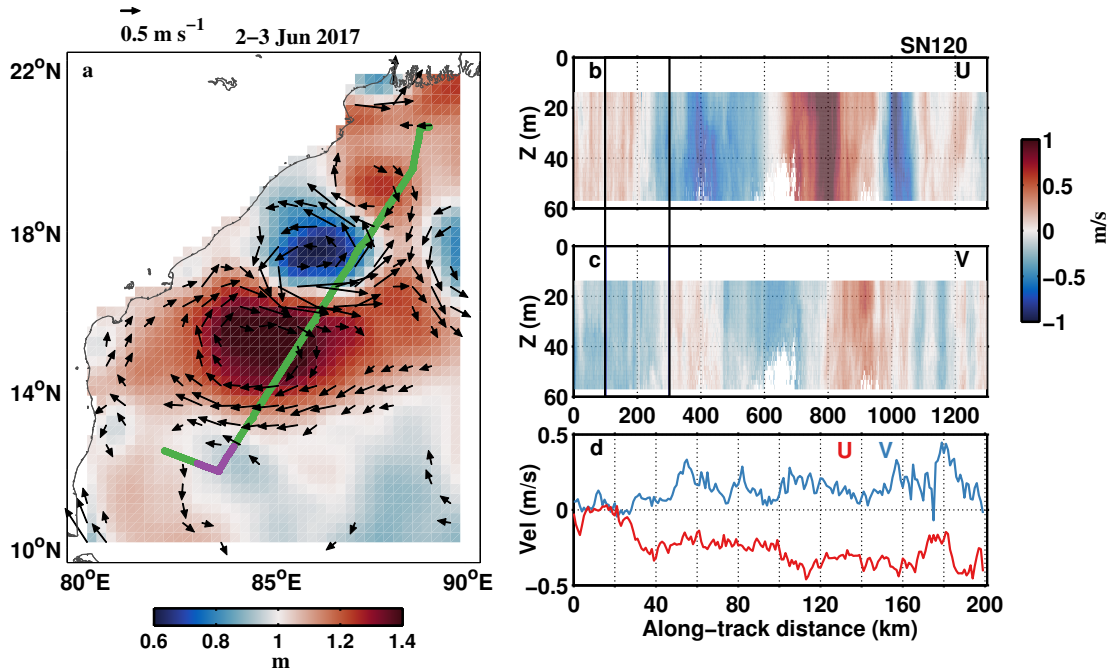 0.5 m s⁻¹
2−3 Jun 2017
a
22°N
18°N
14°N
10°N
80°E
85°E
90°E
0.6 0.8 1 1.2 1.4
m
SN120
b
U
0
20
40
60
Z (m)
c
V
0
20
40
60
Z (m)
0 200 400 600 800 1000 1200
1
0.5
0
−0.5
−1
m/s
d
U V
0.5
0
−0.5
Vel (m/s)
0 40 80 120 160 200
Along−track distance (km)